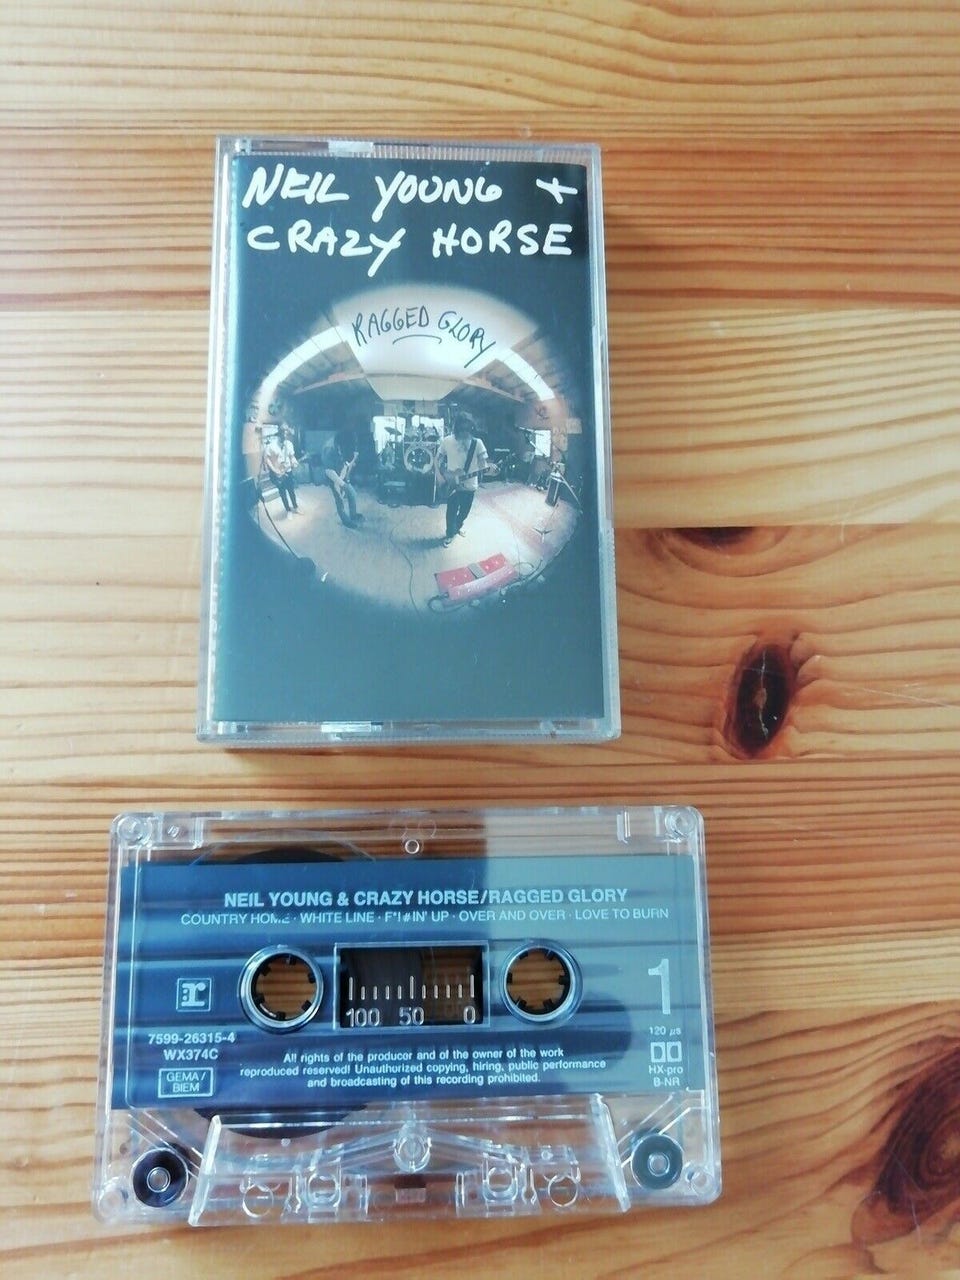 NEIL YOUNG +
CRAZY HORSE
RAGGED GLORY
NEIL YOUNG & CRAZY HORSE/RAGGED GLORY
COUNTRY HOME · WHITE LINE · F*!#IN' UP · OVER AND OVER · LOVE TO BURN
r
1
7599-26315-4
WX374C
GEMA/
BIEM
100 50 0
All rights of the producer and of the owner of the work
reproduced reserved! Unauthorized copying, hiring, public performance
and broadcasting of this recording prohibited.
120 µs
HX-pro
B-NR